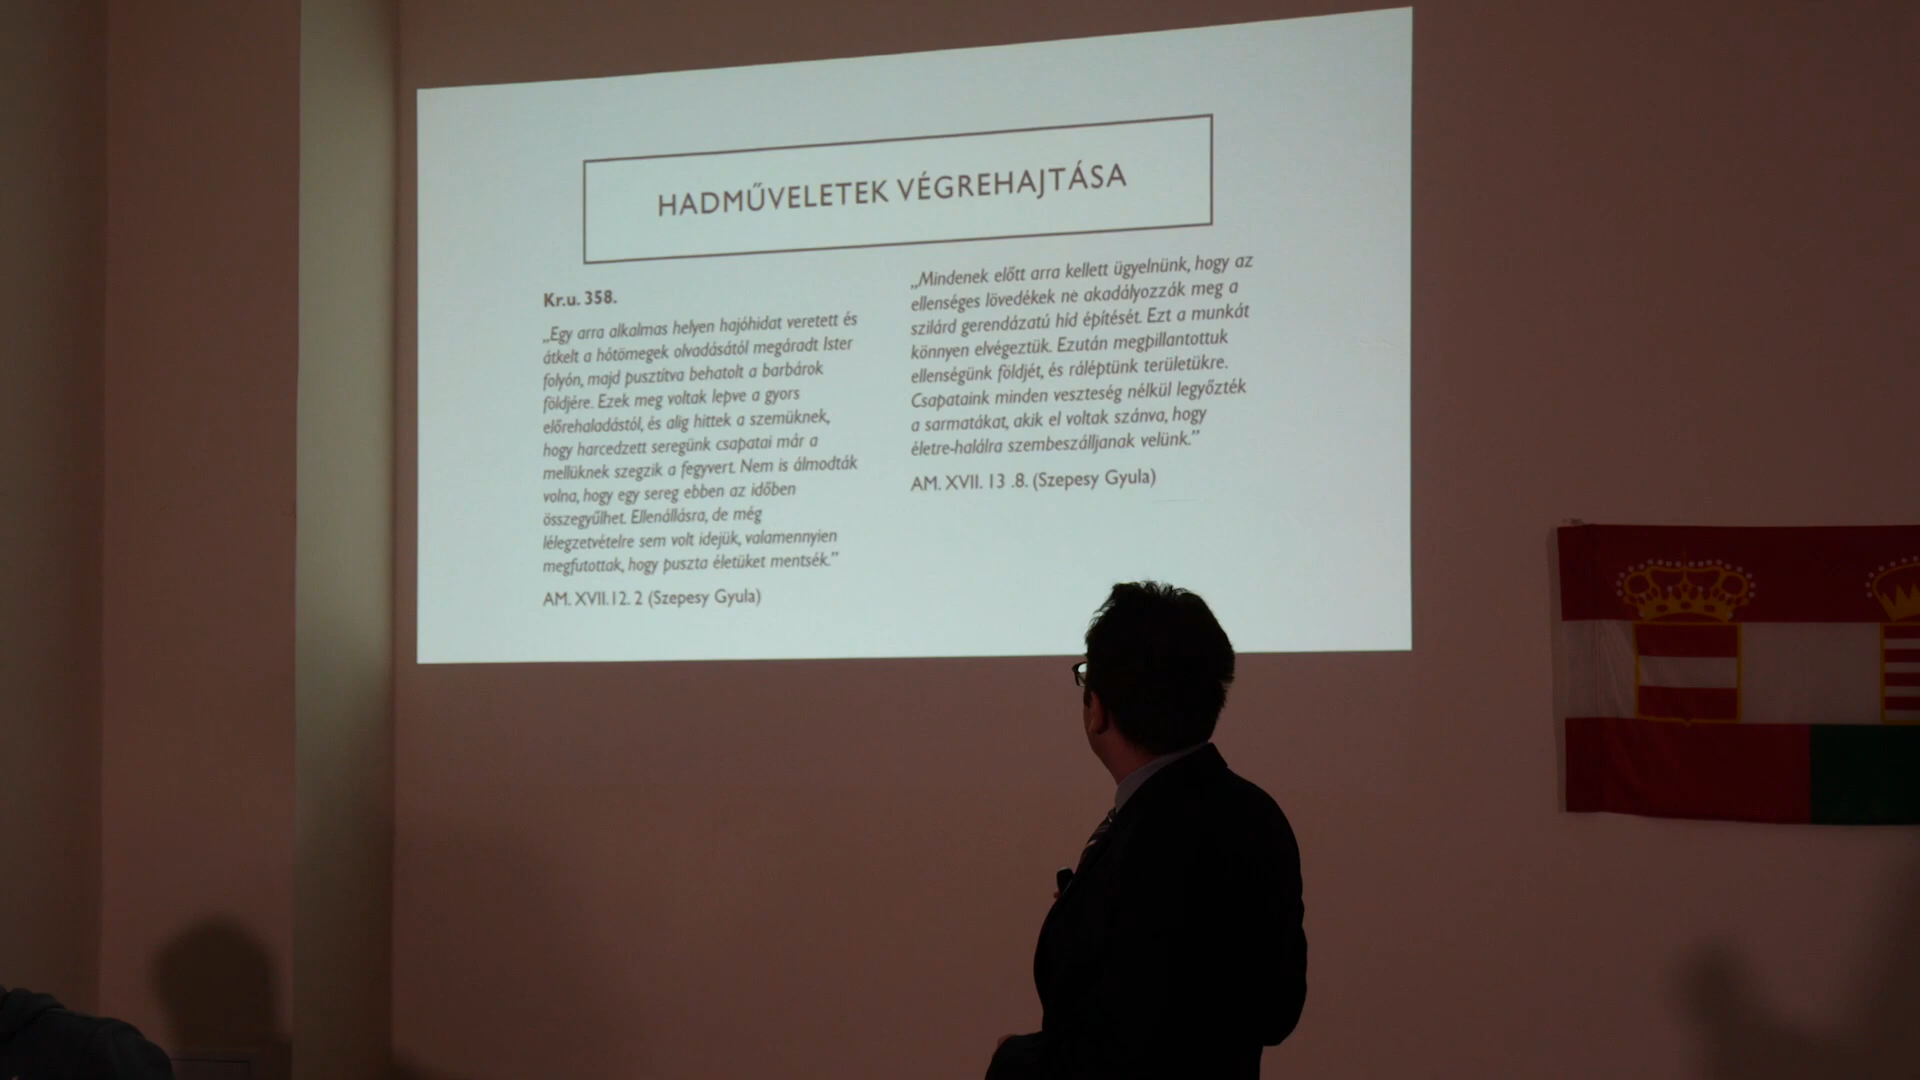 HADMŰVELETEK VÉGREHAJTÁSA
Kr.u. 358.
„Egy arra alkalmas helyen hajóhidat veretett és
átkelt a hótömegek olvadásától megáradt Ister
folyón, majd pusztítva behatolt a barbárok
földjére. Ezek meg voltak lepve a gyors
előrehaladástól, és alig hittek a szemüknek,
hogy harcedzett seregünk csapatai már a
mellüknek szegzik a fegyvert. Nem is álmodták
volna, hogy egy sereg ebben az időben
összegyűlhet. Ellenállásra, de még
lélegzetvételre sem volt idejük, valamennyien
megfutottak, hogy puszta életüket mentsék.”
AM. XVII.12. 2 (Szepesy Gyula)
„Mindenek előtt arra kellett ügyelnünk, hogy az
ellenséges lövedékek ne akadályozzák meg a
szilárd gerendázatú híd építését. Ezt a munkát
könnyen elvégeztük. Ezután megpillantottuk
ellenségünk földjét, és ráléptünk területükre.
Csapataink minden veszteség nélkül legyőzték
a sarmatákat, akik el voltak szánva, hogy
életre-halálra szembeszálljanak velünk.”
AM. XVII. 13 .8. (Szepesy Gyula)